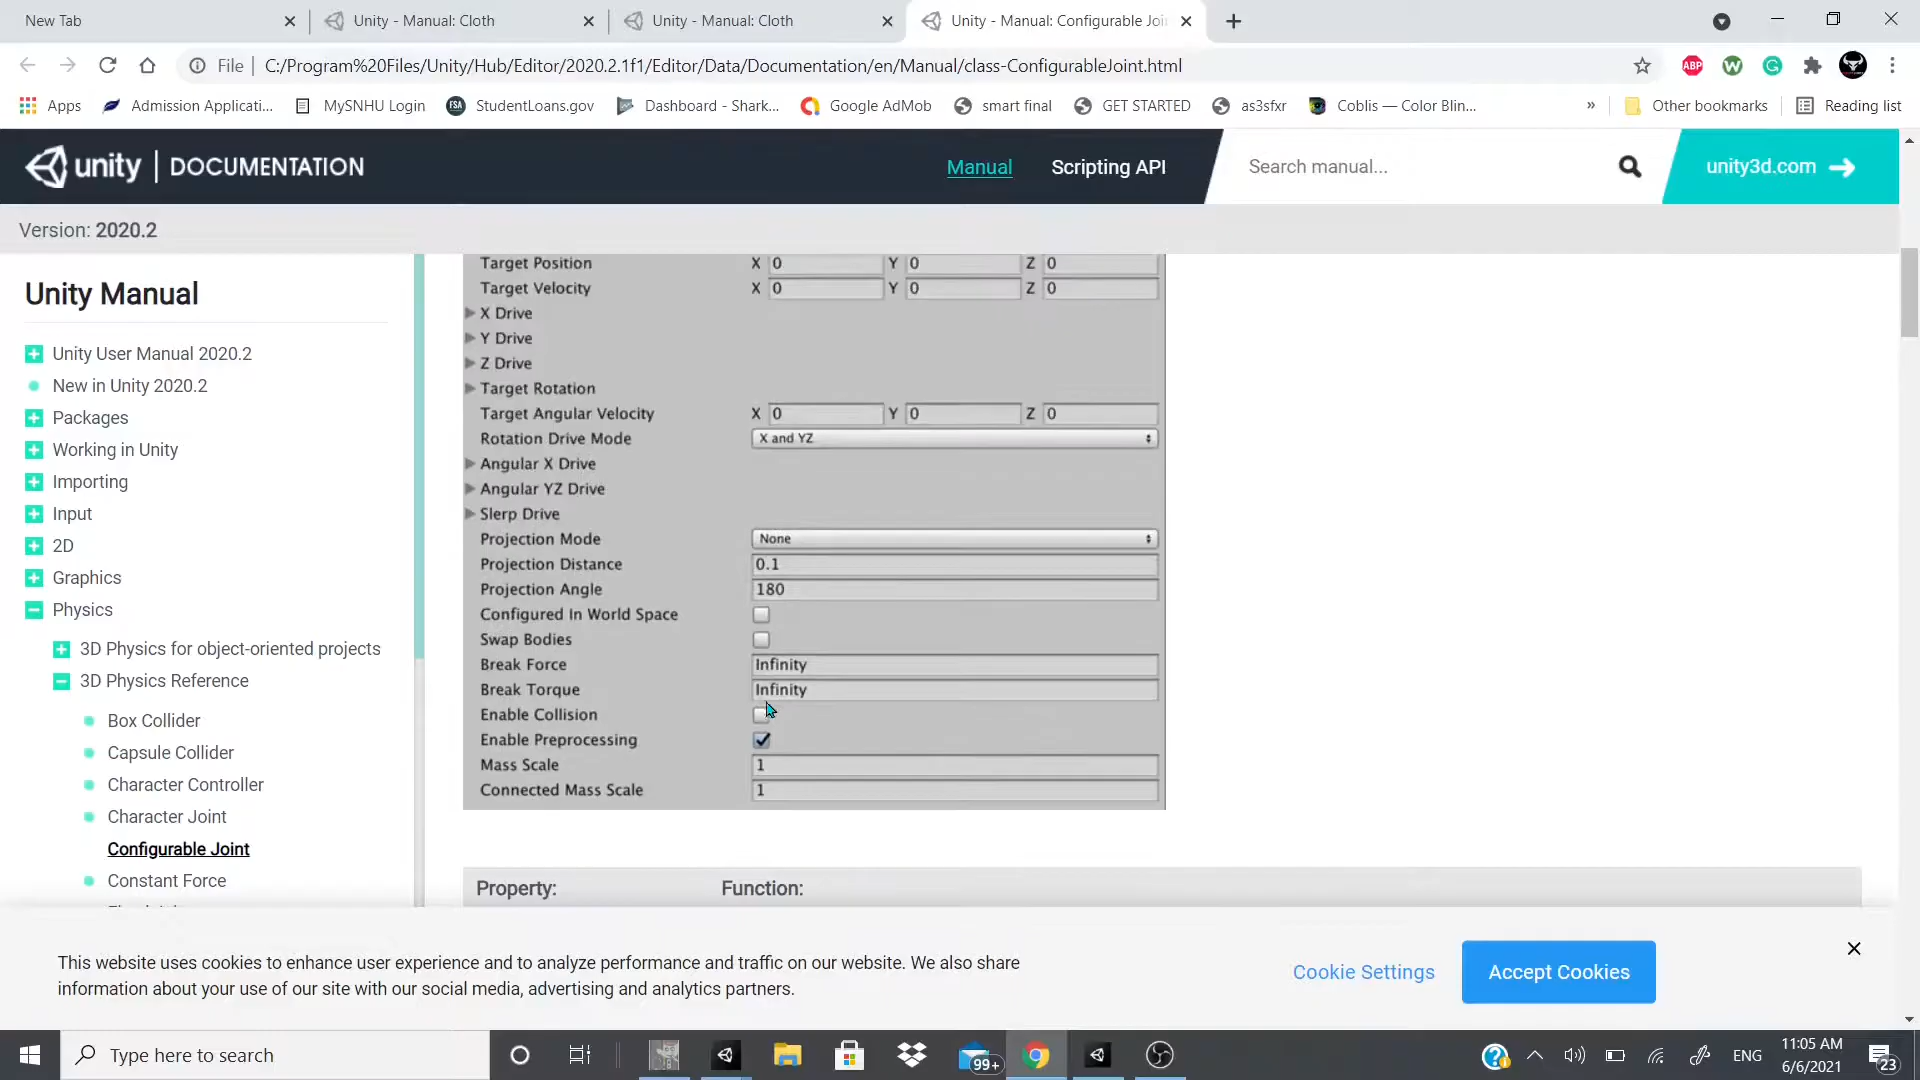 New Tab
Unity - Manual: Cloth
Unity - Manual: Cloth
Unity - Manual: Configurable Joi
File
C:/Program%20Files/Unity/Hub/Editor/2020.2.1f1/Editor/Data/Documentation/en/Manual/class-ConfigurableJoint.html
ABP
W
G
Apps
Admission Applicati...
MySNHU Login
FSA
StudentLoans.gov
Dashboard - Shark...
Google AdMob
smart final
GET STARTED
as3sfxr
Coblis — Color Blin...
»
Other bookmarks
Reading list
unity | DOCUMENTATION
Manual
Scripting API
Search manual...
unity3d.com
Version: 2020.2
Unity Manual
Unity User Manual 2020.2
New in Unity 2020.2
Packages
Working in Unity
Importing
Input
2D
Graphics
Physics
3D Physics for object-oriented projects
3D Physics Reference
Box Collider
Capsule Collider
Character Controller
Character Joint
Configurable Joint
Constant Force
Target Position X 0 Y 0 Z 0
Target Velocity X 0 Y 0 Z 0
X Drive
Y Drive
Z Drive
Target Rotation
Target Angular Velocity X 0 Y 0 Z 0
Rotation Drive Mode X and YZ
Angular X Drive
Angular YZ Drive
Slerp Drive
Projection Mode None
Projection Distance 0.1
Projection Angle 180
Configured In World Space
Swap Bodies
Break Force Infinity
Break Torque Infinity
Enable Collision
Enable Preprocessing
Mass Scale 1
Connected Mass Scale 1
Property: Function:
This website uses cookies to enhance user experience and to analyze performance and traffic on our website. We also share
information about your use of our site with our social media, advertising and analytics partners.
Cookie Settings
Accept Cookies
Type here to search
99+
ENG
11:05 AM
6/6/2021
23